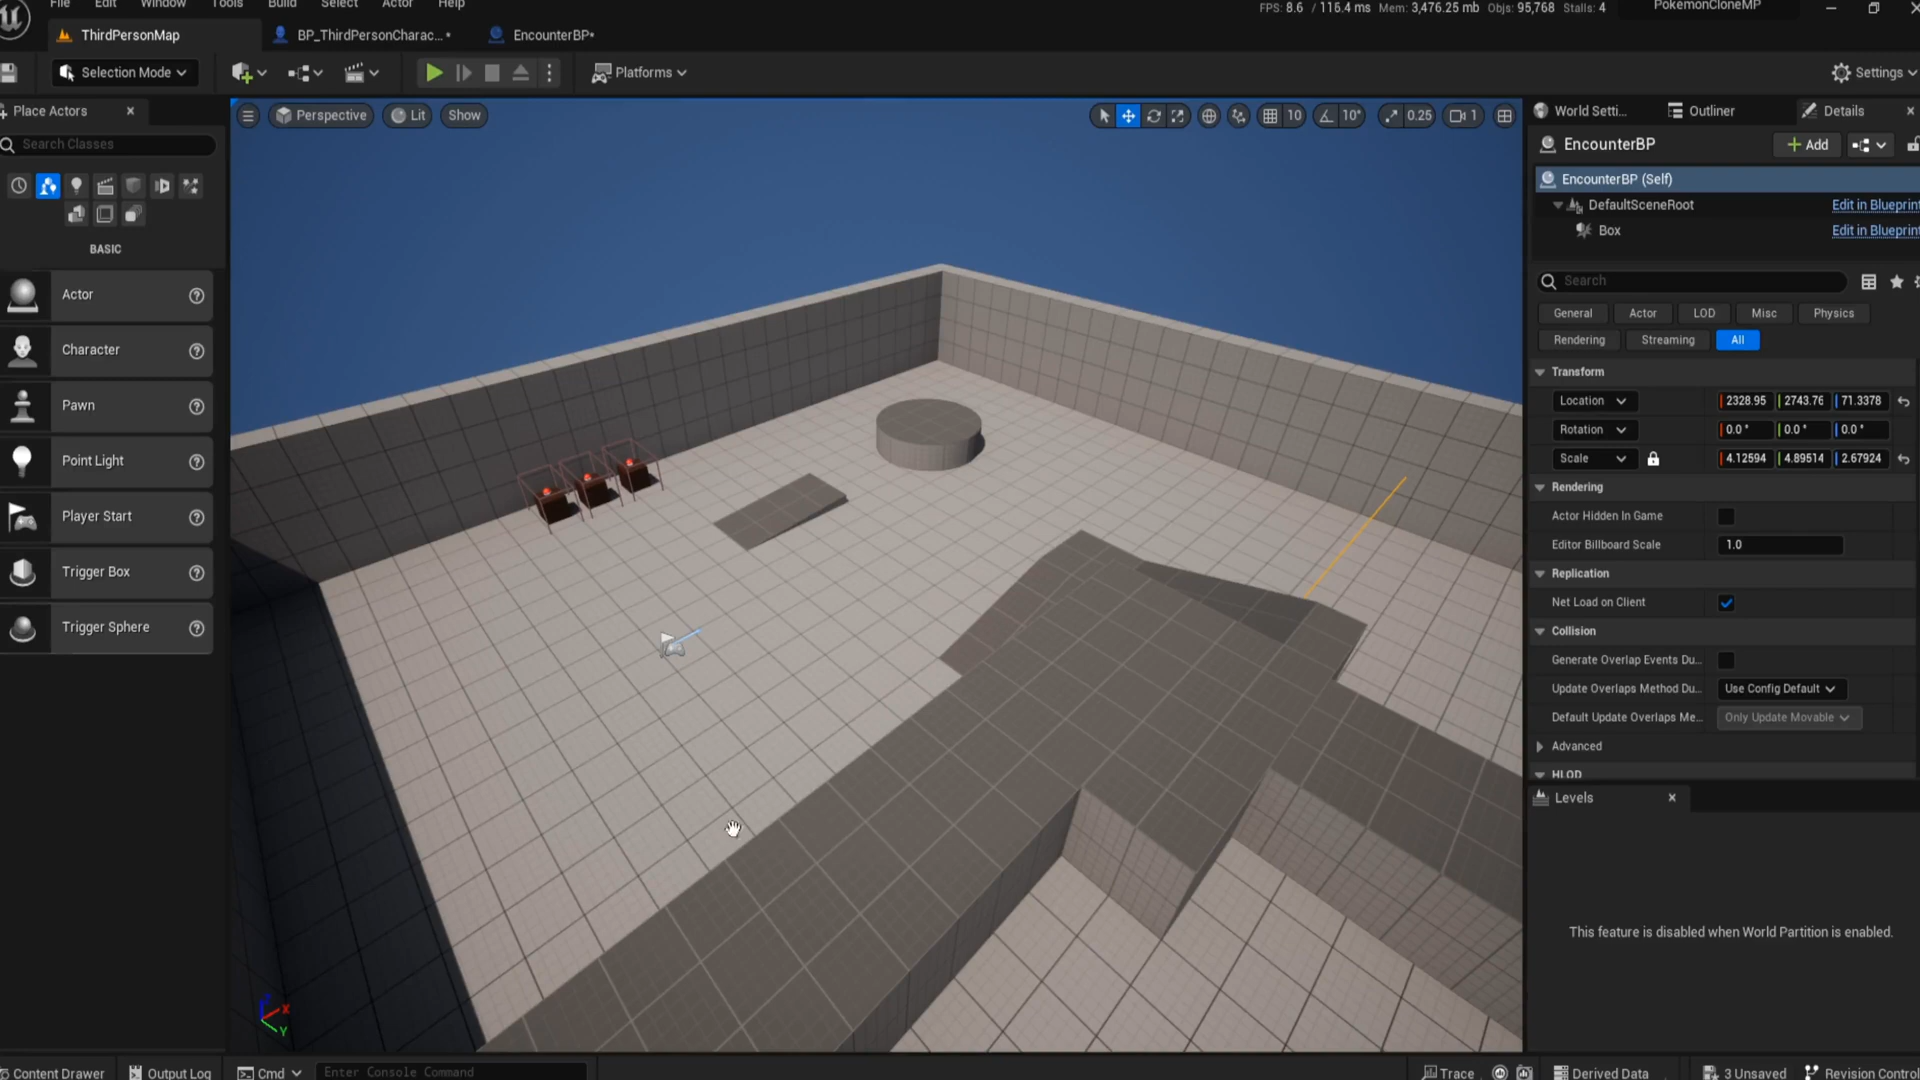 File Edit Window Tools Build Select Actor Help
FPS: 8.6 / 116.4 ms Mem: 3,476.25 mb Objs: 95,768 Stalls: 4
PokemonCloneMP
ThirdPersonMap
BP_ThirdPersonCharac...*
EncounterBP*
Selection Mode
Platforms
Settings
Place Actors
Search Classes
BASIC
Actor
Character
Pawn
Point Light
Player Start
Trigger Box
Trigger Sphere
Perspective Lit Show
10 10° 0.25 1
X
Y
World Setti... Outliner Details
EncounterBP
Add
EncounterBP (Self)
DefaultSceneRoot Edit in Blueprint
Box Edit in Blueprint
Search
General Actor LOD Misc Physics
Rendering Streaming All
Transform
Location 2328.95 2743.76 71.3378
Rotation 0.0 ° 0.0 ° 0.0 °
Scale 4.12594 4.89514 2.67924
Rendering
Actor Hidden In Game
Editor Billboard Scale 1.0
Replication
Net Load on Client
Collision
Generate Overlap Events Du...
Update Overlaps Method Du... Use Config Default
Default Update Overlaps Me... Only Update Movable
Advanced
HLOD
Levels
This feature is disabled when World Partition is enabled.
Content Drawer Output Log Cmd Enter Console Command
Trace Derived Data 3 Unsaved Revision Control